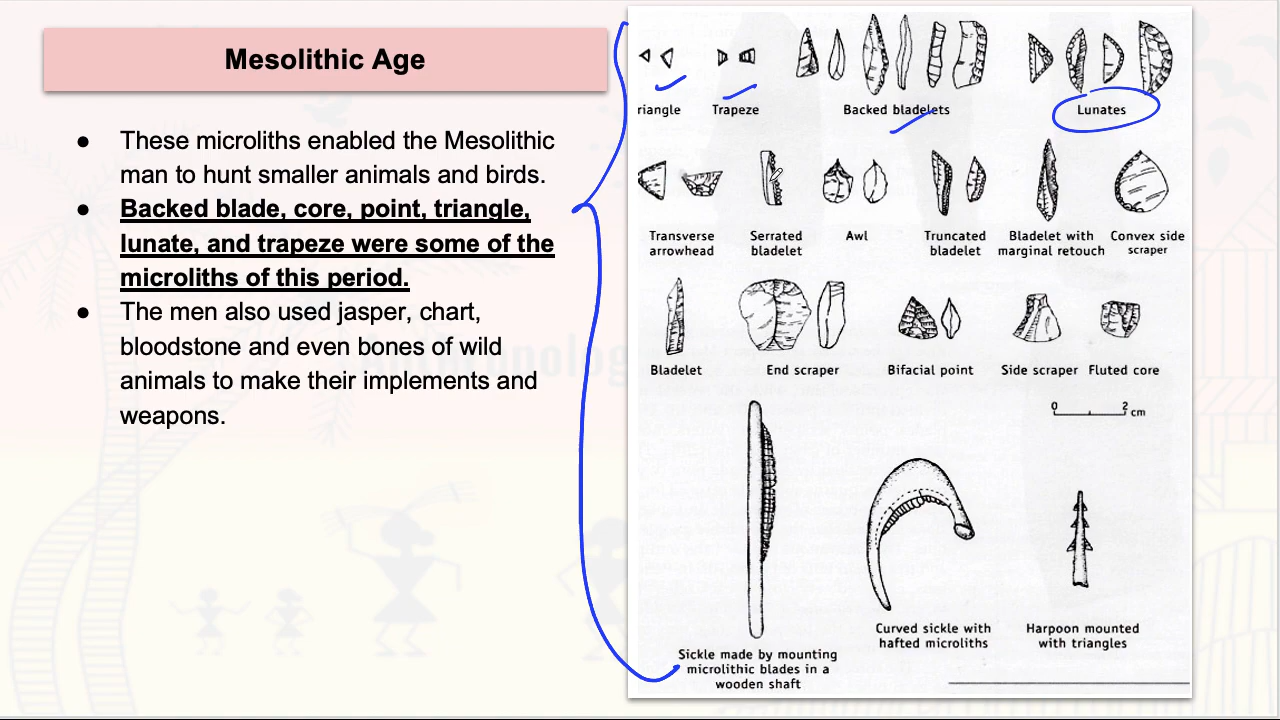 Mesolithic Age
● These microliths enabled the Mesolithic
man to hunt smaller animals and birds.
● Backed blade, core, point, triangle,
lunate, and trapeze were some of the
microliths of this period.
● The men also used jasper, chart,
bloodstone and even bones of wild
animals to make their implements and
weapons.
riangle Trapeze Backed bladelets Lunates
Transverse
arrowhead
Serrated
bladelet
Awl
Truncated
bladelet
Bladelet with
marginal retouch
Convex side
scraper
Bladelet End scraper Bifacial point Side scraper Fluted core
0 2 cm
Sickle made by mounting
microlithic blades in a
wooden shaft
Curved sickle with
hafted microliths
Harpoon mounted
with triangles